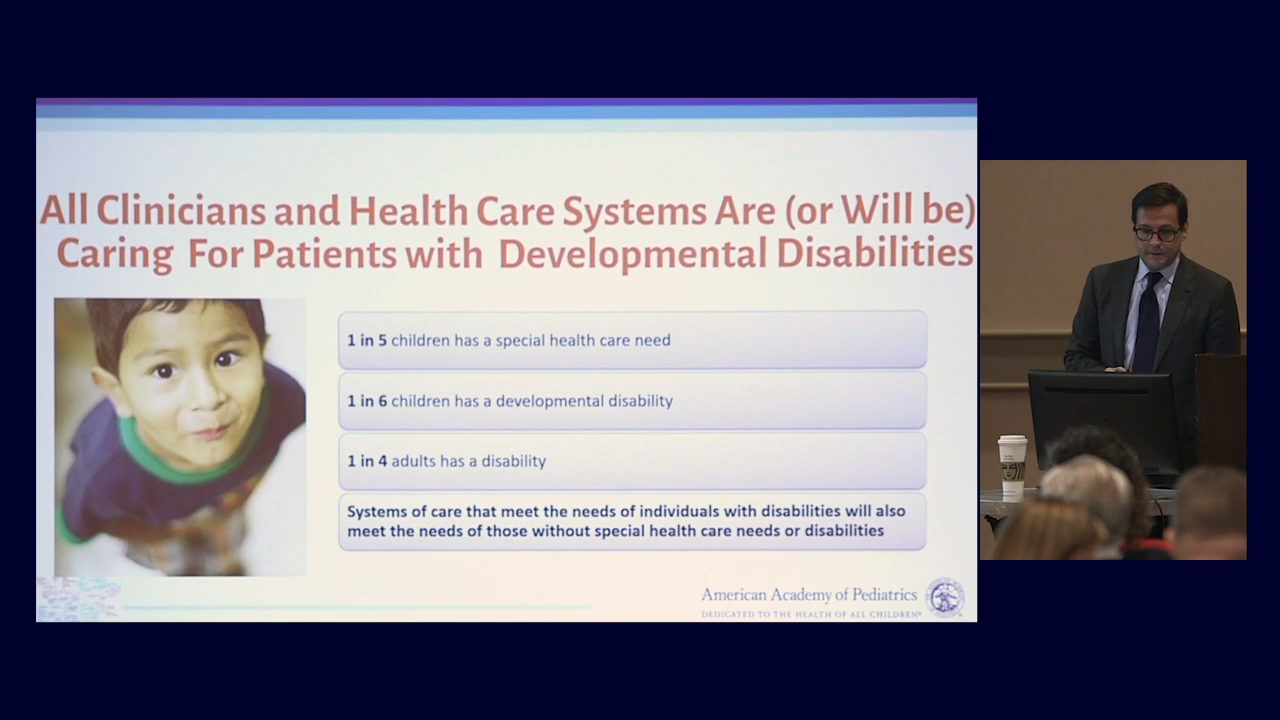 All Clinicians and Health Care Systems Are (or Will be)
Caring For Patients with Developmental Disabilities
1 in 5 children has a special health care need
1 in 6 children has a developmental disability
1 in 4 adults has a disability
Systems of care that meet the needs of individuals with disabilities will also
meet the needs of those without special health care needs or disabilities
American Academy of Pediatrics
DEDICATED TO THE HEALTH OF ALL CHILDREN®